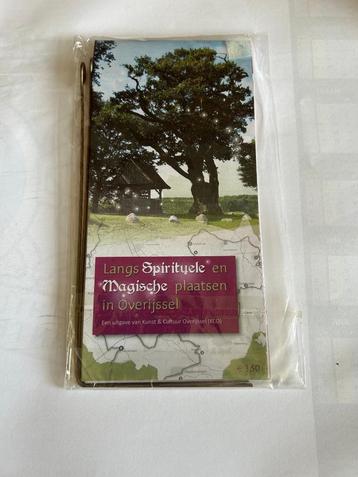 Langs Spirituele en
Magische plaatsen
in Overijssel
Een uitgave van Kunst & Cultuur Overijssel (KCO)